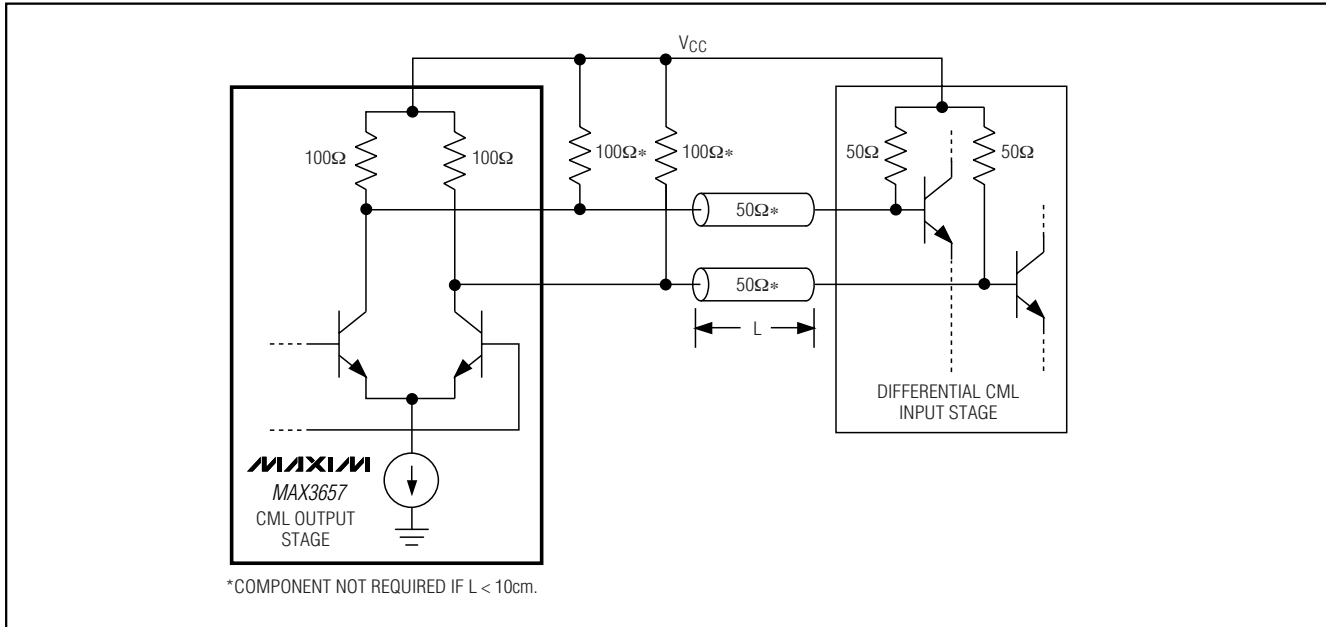 VCC
100Ω
100Ω
100Ω*
100Ω*
50Ω
50Ω
50Ω*
50Ω*
L
DIFFERENTIAL CML
INPUT STAGE
MAXIM
MAX3657
CML OUTPUT
STAGE
*COMPONENT NOT REQUIRED IF L < 10cm.